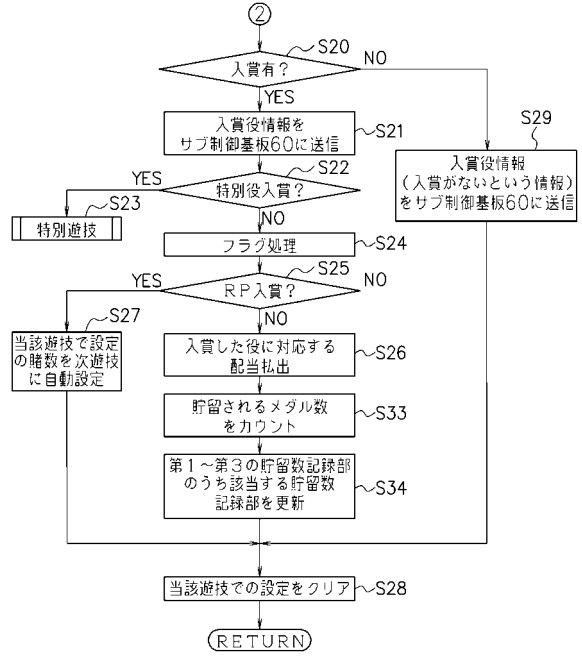 ②
S20
入賞有？
NO
YES
入賞役情報を
サブ制御基板60に送信
S21
S29
入賞役情報
（入賞がないという情報）
をサブ制御基板60に送信
S22
YES
特別役入賞？
S23
特別遊技
NO
フラグ処理
S24
S25
YES
RP入賞？
NO
NO
S27
当該遊技で設定
の賭数を次遊技
に自動設定
入賞した役に対応する
配当払出
S26
貯留されるメダル数
をカウント
S33
第1～第3の貯留数記録部
のうち該当する貯留数
記録部を更新
S34
当該遊技での設定をクリア
S28
RETURN